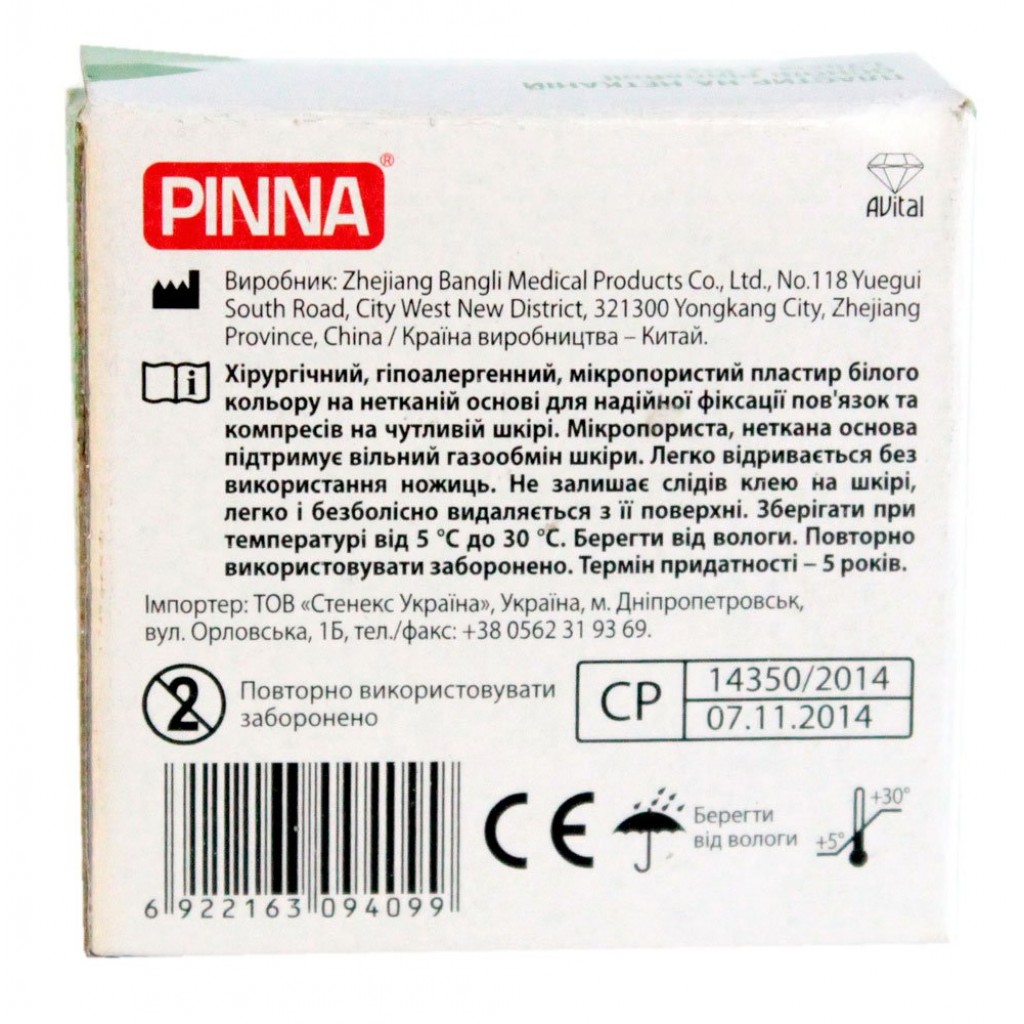 ПЛАСТИР НА НЕТКАНІЙ
PINNA®
AVital
Виробник: Zhejiang Bangli Medical Products Co., Ltd., No.118 Yuegui
South Road, City West New District, 321300 Yongkang City, Zhejiang
Province, China / Країна виробництва – Китай.
Хірургічний, гіпоалергенний, мікропористий пластир білого
кольору на нетканій основі для надійної фіксації пов'язок та
компресів на чутливій шкірі. Мікропориста, неткана основа
підтримує вільний газообмін шкіри. Легко відривається без
використання ножиць. Не залишає слідів клею на шкірі,
легко і безболісно видаляється з її поверхні. Зберігати при
температурі від 5 °C до 30 °C. Берегти від вологи. Повторно
використовувати заборонено. Термін придатності – 5 років.
Імпортер: ТОВ «Стенекс Україна», Україна, м. Дніпропетровськ,
вул. Орловська, 1Б, тел./факс: +38 0562 31 93 69.
2
Повторно використовувати
заборонено
СР
14350/2014
07.11.2014
CE
Берегти
від вологи
+30°
+5°
6 922163 094099